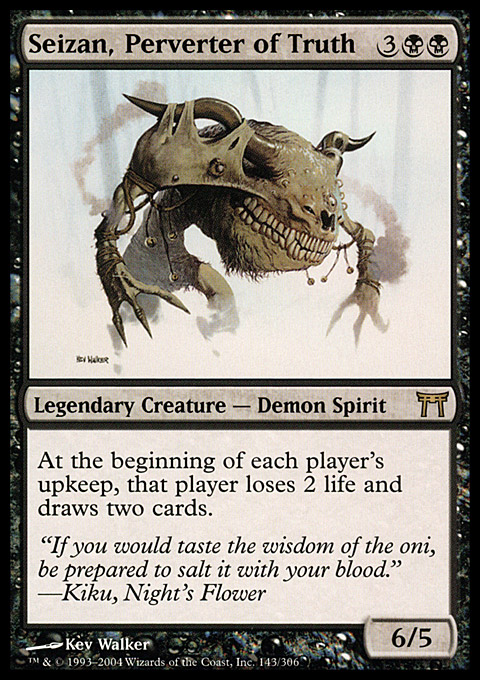 Seizan, Perverter of Truth 3
KEV WALKER
Legendary Creature — Demon Spirit
At the beginning of each player's
upkeep, that player loses 2 life and
draws two cards.
"If you would taste the wisdom of the oni,
be prepared to salt it with your blood."
—Kiku, Night's Flower
6/5
Kev Walker
™ & © 1993–2004 Wizards of the Coast, Inc. 143/306